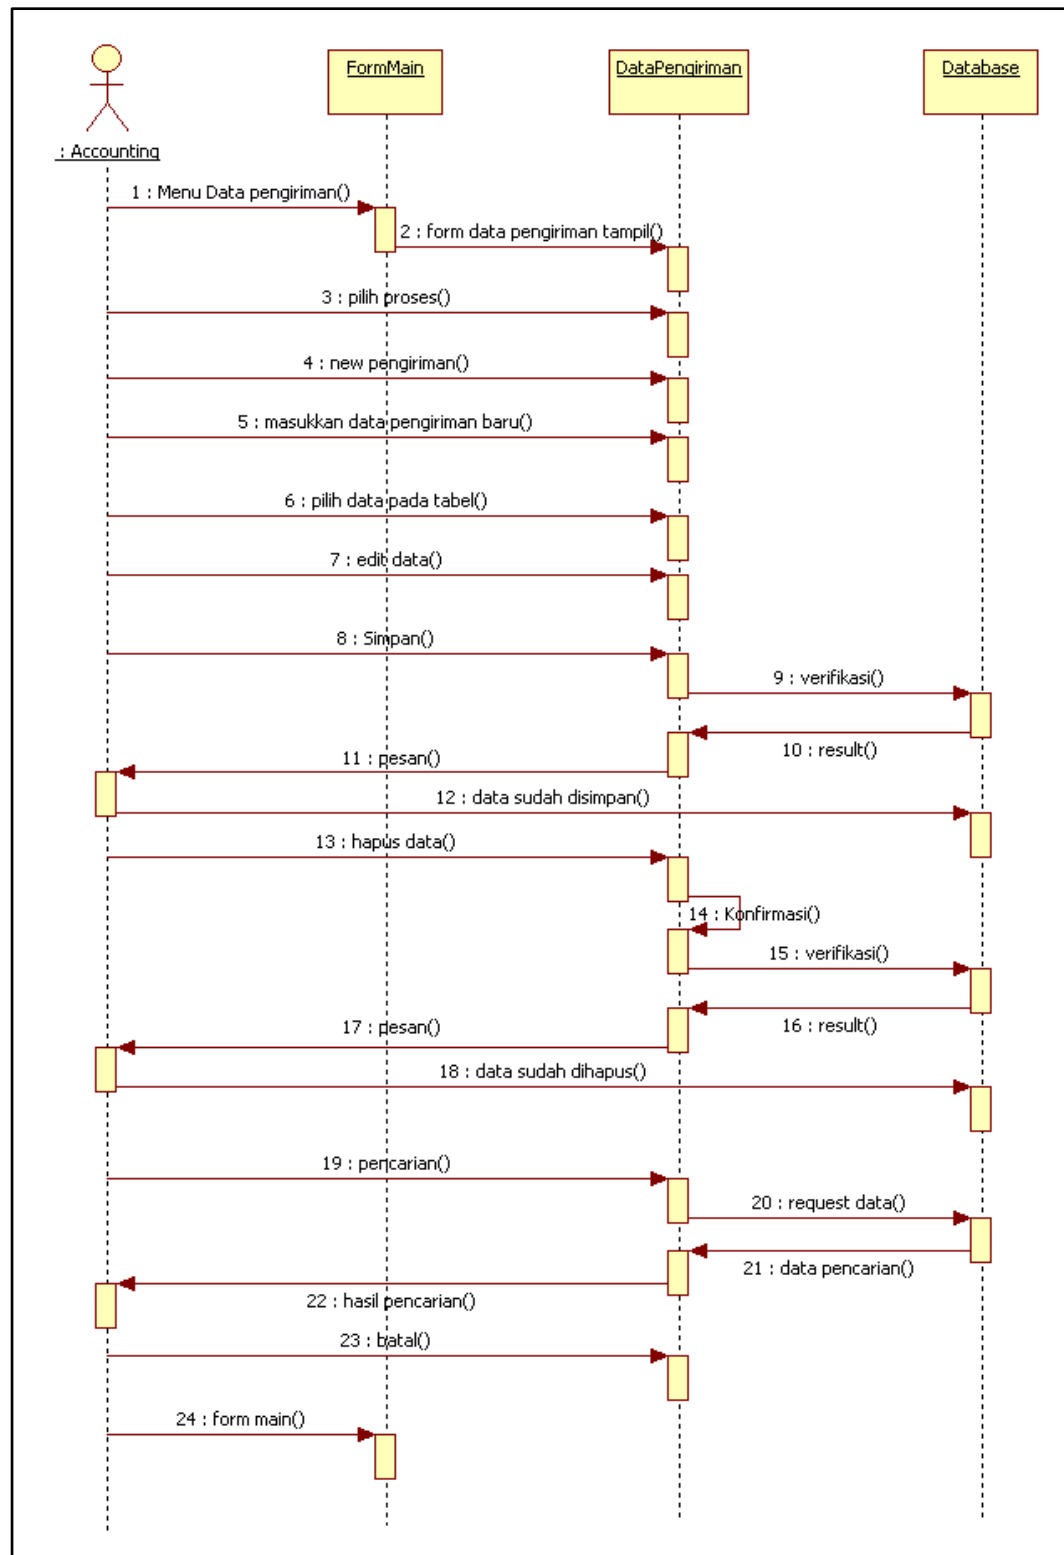 FormMain
DataPengiriman
Database
: Accounting
1 : Menu Data pengiriman()
2 : form data pengiriman tampil()
3 : pilih proses()
4 : new pengiriman()
5 : masukkan data pengiriman baru()
6 : pilih data pada tabel()
7 : edit data()
8 : Simpan()
9 : verifikasi()
10 : result()
11 : pesan()
12 : data sudah disimpan()
13 : hapus data()
14 : Konfirmasi()
15 : verifikasi()
16 : result()
17 : pesan()
18 : data sudah dihapus()
19 : pencarian()
20 : request data()
21 : data pencarian()
22 : hasil pencarian()
23 : batal()
24 : form main()